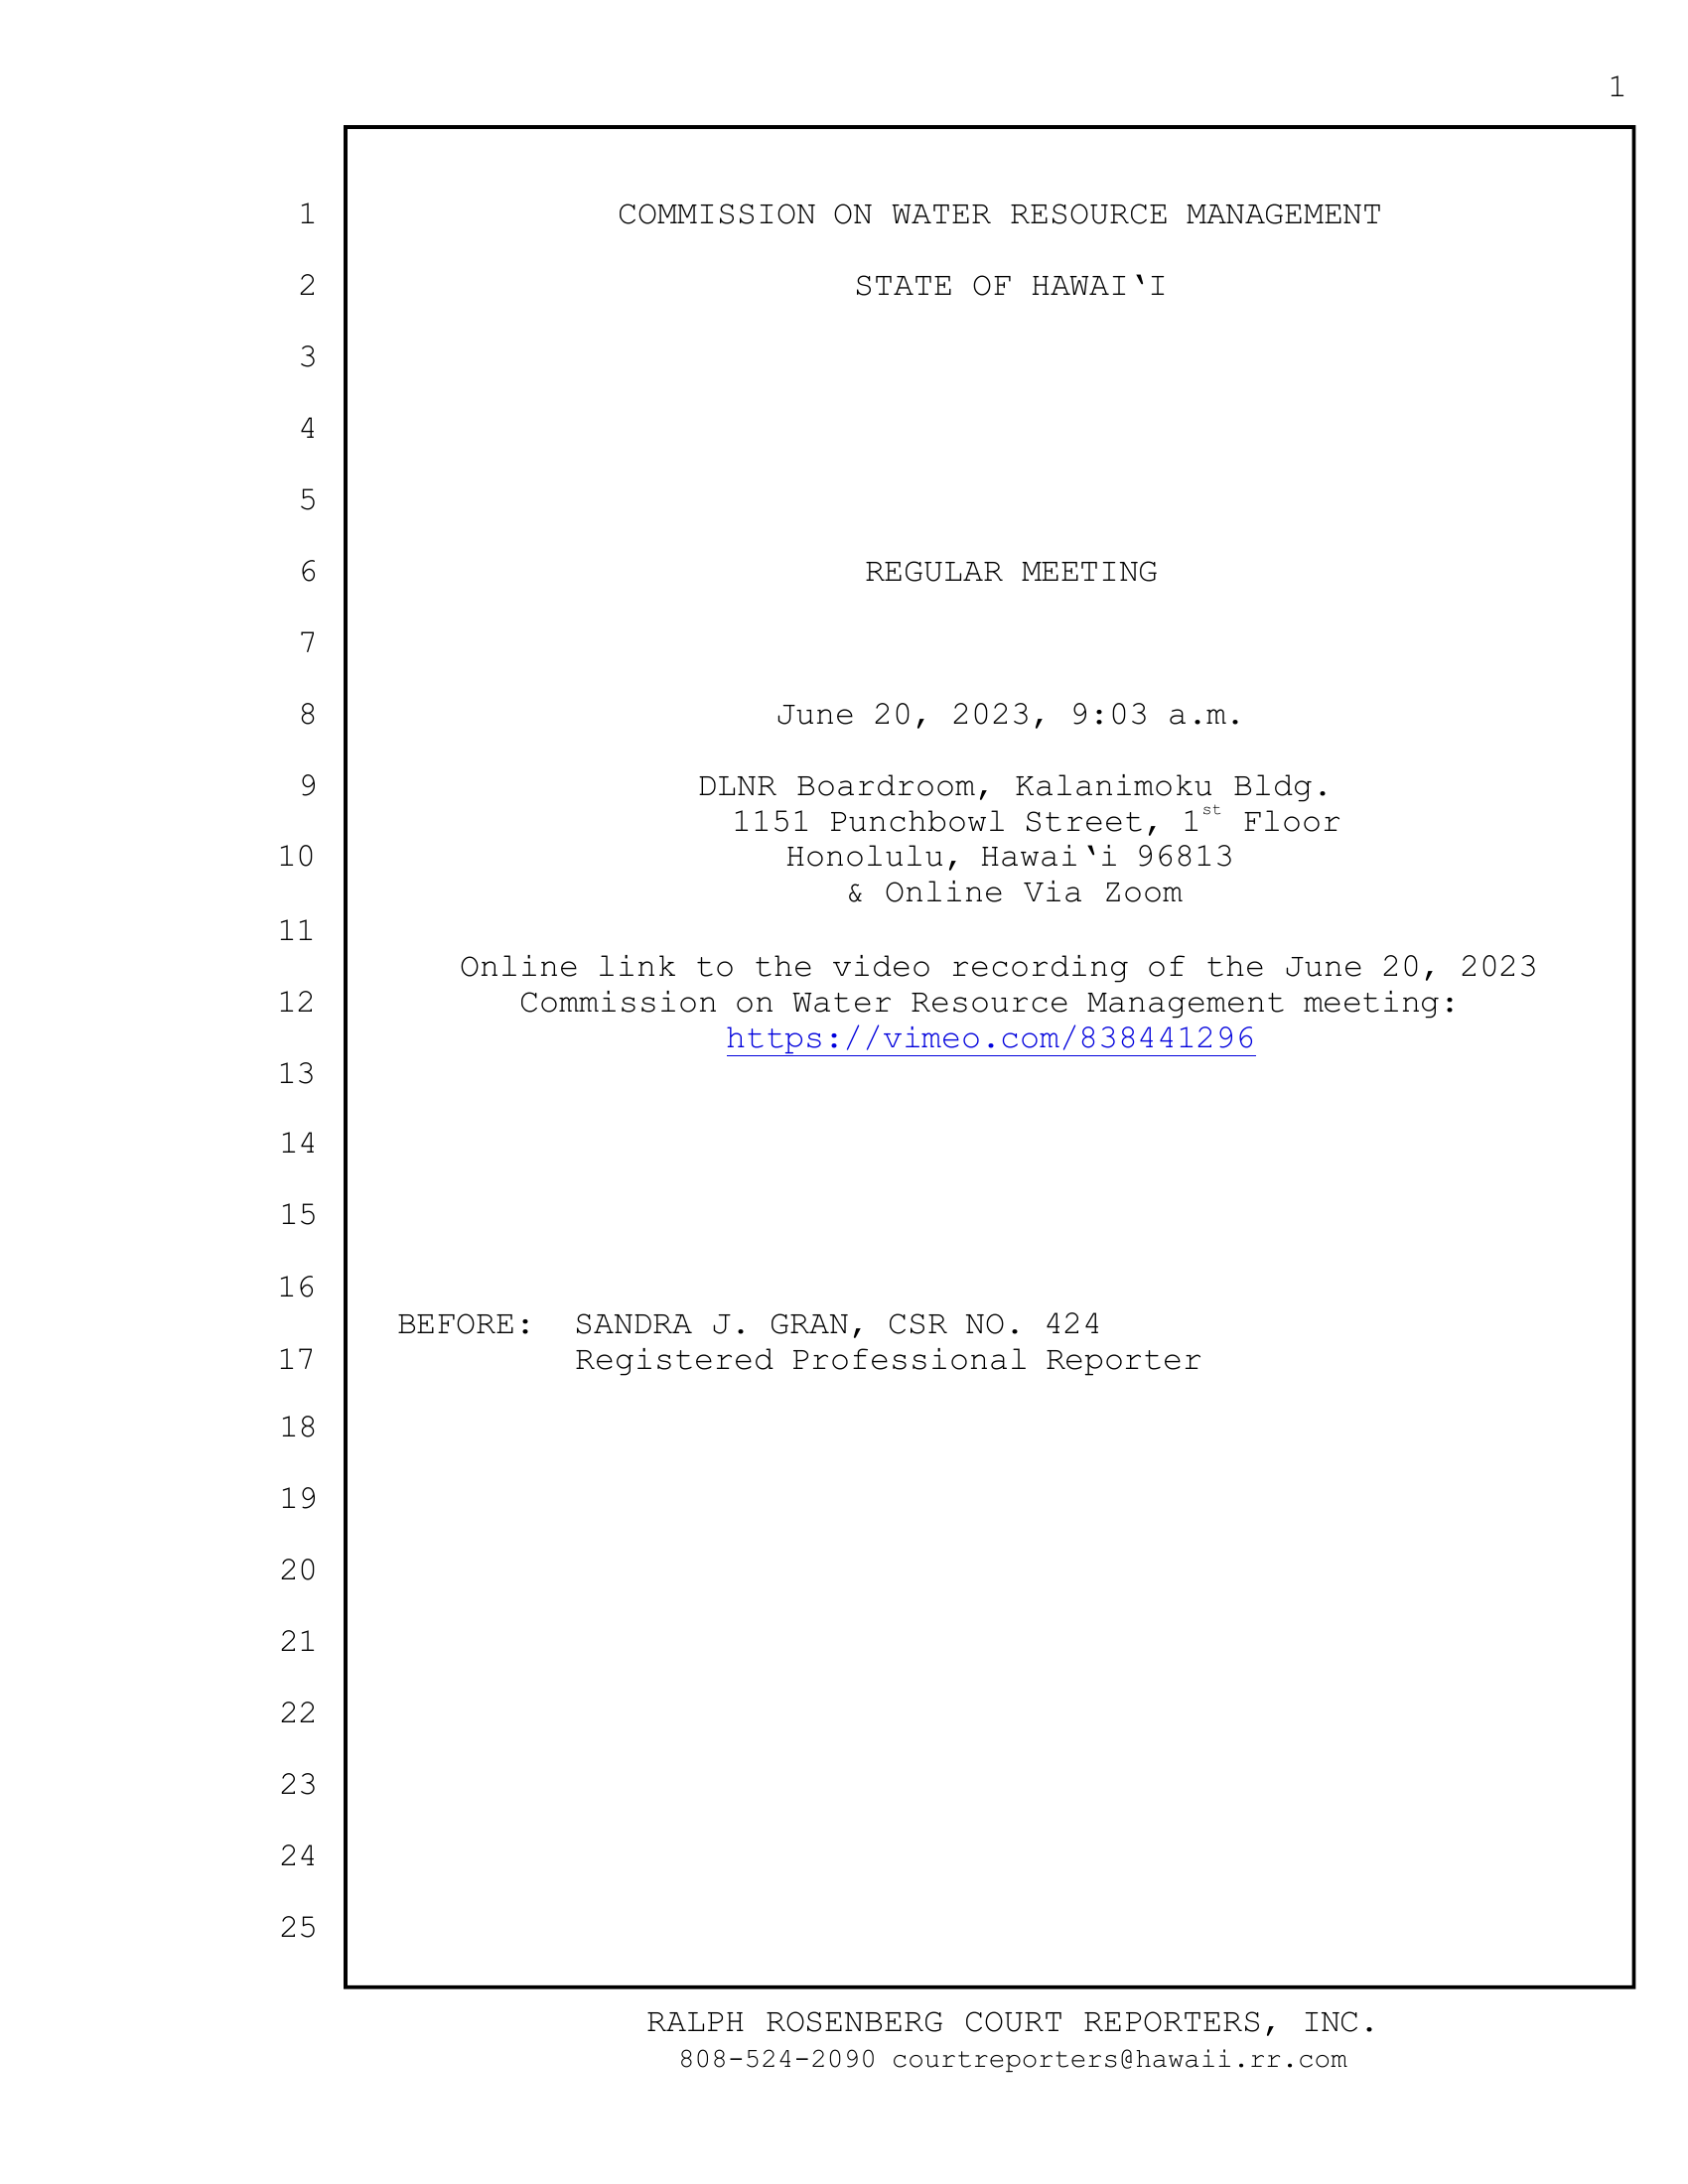 1
1 COMMISSION ON WATER RESOURCE MANAGEMENT
2 STATE OF HAWAI‘I
3
4
5
6 REGULAR MEETING
7
8 June 20, 2023, 9:03 a.m.
9 DLNR Boardroom, Kalanimoku Bldg.
1151 Punchbowl Street, 1st Floor
10 Honolulu, Hawai‘i 96813
& Online Via Zoom
11
Online link to the video recording of the June 20, 2023
12 Commission on Water Resource Management meeting:
https://vimeo.com/838441296
13
14
15
16
BEFORE: SANDRA J. GRAN, CSR NO. 424
17 Registered Professional Reporter
18
19
20
21
22
23
24
25
RALPH ROSENBERG COURT REPORTERS, INC.
808-524-2090 courtreporters@hawaii.rr.com